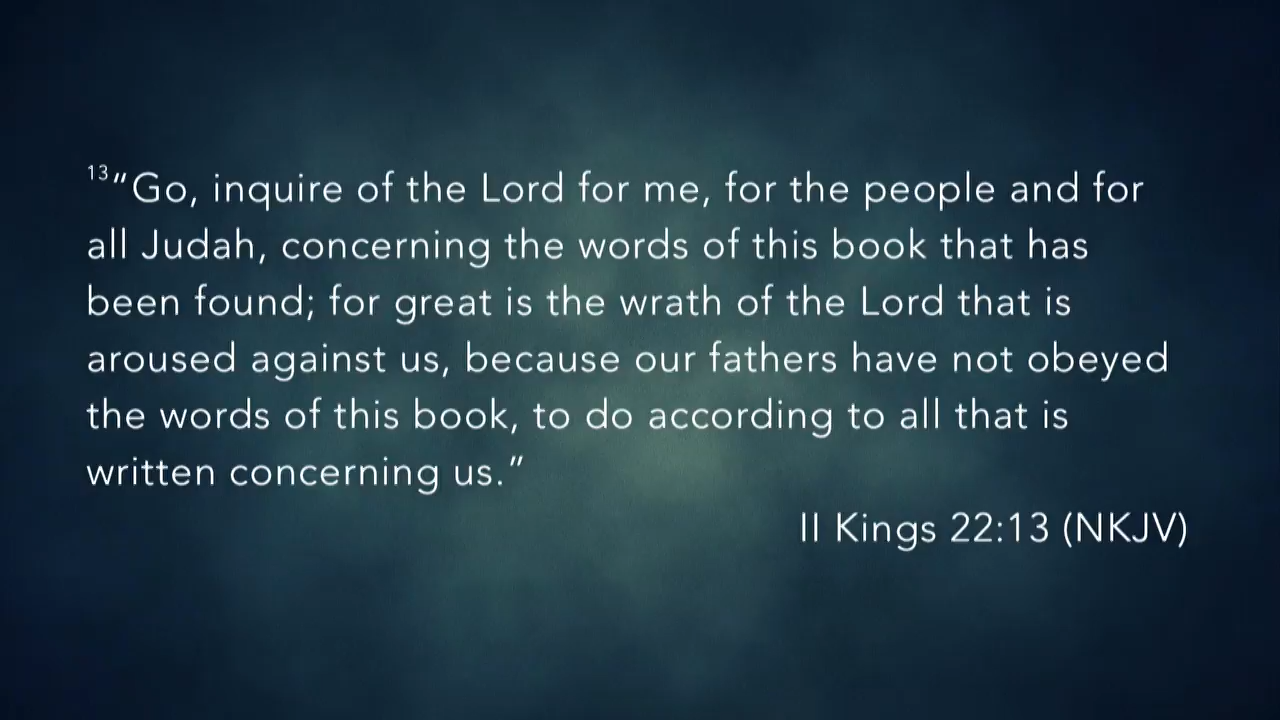 13"Go, inquire of the Lord for me, for the people and for
all Judah, concerning the words of this book that has
been found; for great is the wrath of the Lord that is
aroused against us, because our fathers have not obeyed
the words of this book, to do according to all that is
written concerning us."
II Kings 22:13 (NKJV)